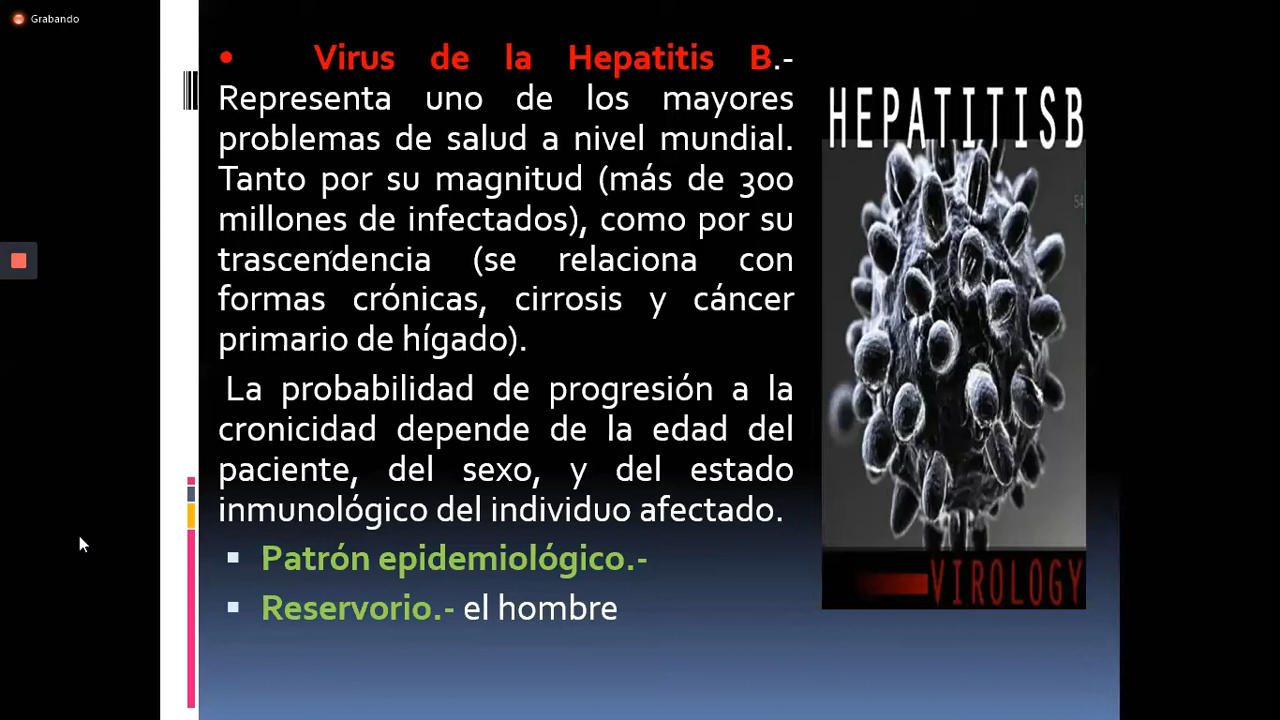 Grabando
• Virus de la Hepatitis B.-
Representa uno de los mayores
problemas de salud a nivel mundial.
Tanto por su magnitud (más de 300
millones de infectados), como por su
trascendencia (se relaciona con
formas crónicas, cirrosis y cáncer
primario de hígado).
La probabilidad de progresión a la
cronicidad depende de la edad del
paciente, del sexo, y del estado
inmunológico del individuo afectado.
▪ Patrón epidemiológico.-
▪ Reservorio.- el hombre
HEPATITISB
54
VIROLOGY